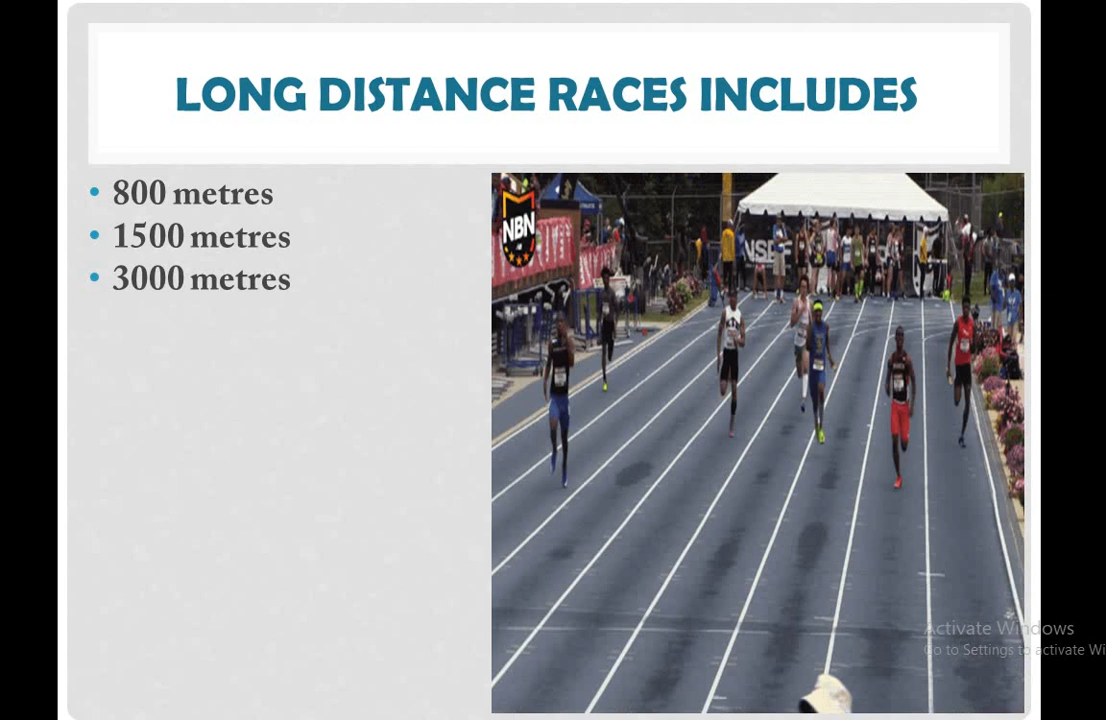 LONG DISTANCE RACES INCLUDES
• 800 metres
• 1500 metres
• 3000 metres
NBN
Activate Windows
Go to Settings to activate Wi